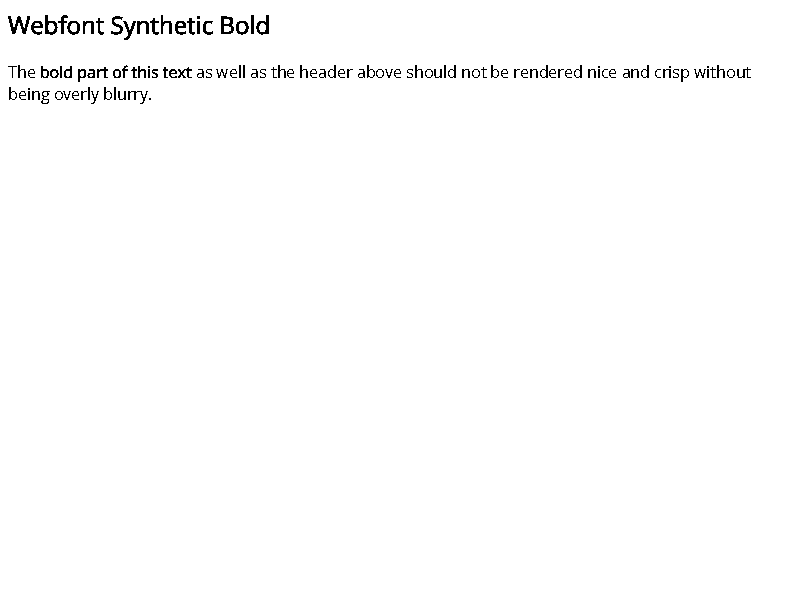 Webfont Synthetic Bold
The bold part of this text as well as the header above should not be rendered nice and crisp without
being overly blurry.